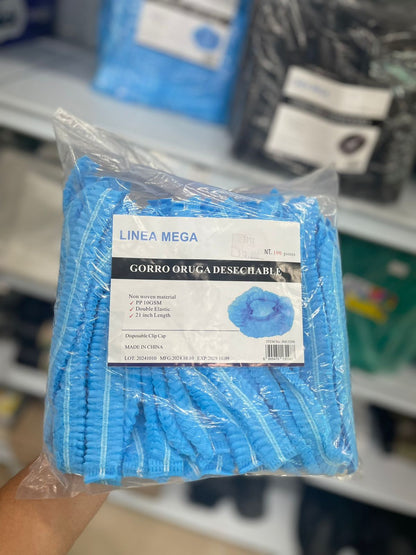 LINEA MEGA
NT. 100 pieces
GORRO ORUGA DESECHABLE
Non woven material
✓ PP 10GSM
✓ Double Elastic
✓ 21 inch Length
Disposable Clip Cap
MADE IN CHINA
LOT: 20241010 MFG:2024.10.10 EXP:2029.10.09